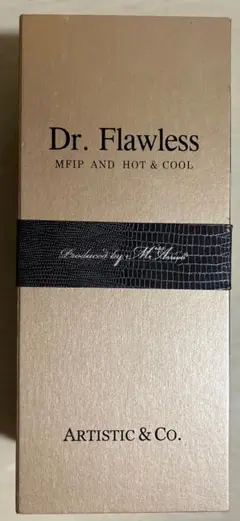 Dr. Flawless
MFIP AND HOT & COOL
Produced by
ARTISTIC & CO.